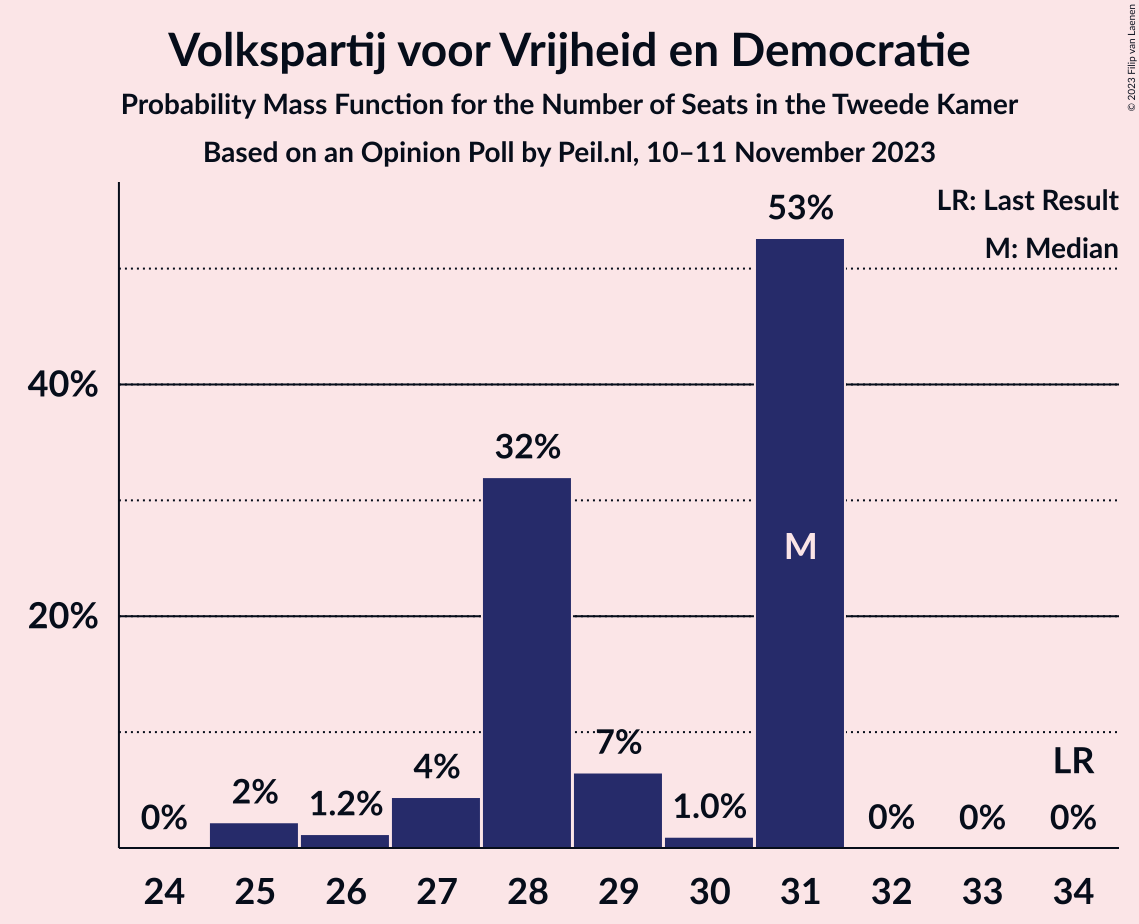 Volkspartij voor Vrijheid en Democratie
Probability Mass Function for the Number of Seats in the Tweede Kamer
Based on an Opinion Poll by Peil.nl, 10–11 November 2023
© 2023 Filip van Laenen
LR: Last Result
M: Median
40%
20%
0%
2%
1.2%
4%
32%
7%
1.0%
53%
M
0%
0%
LR
0%
24 25 26 27 28 29 30 31 32 33 34